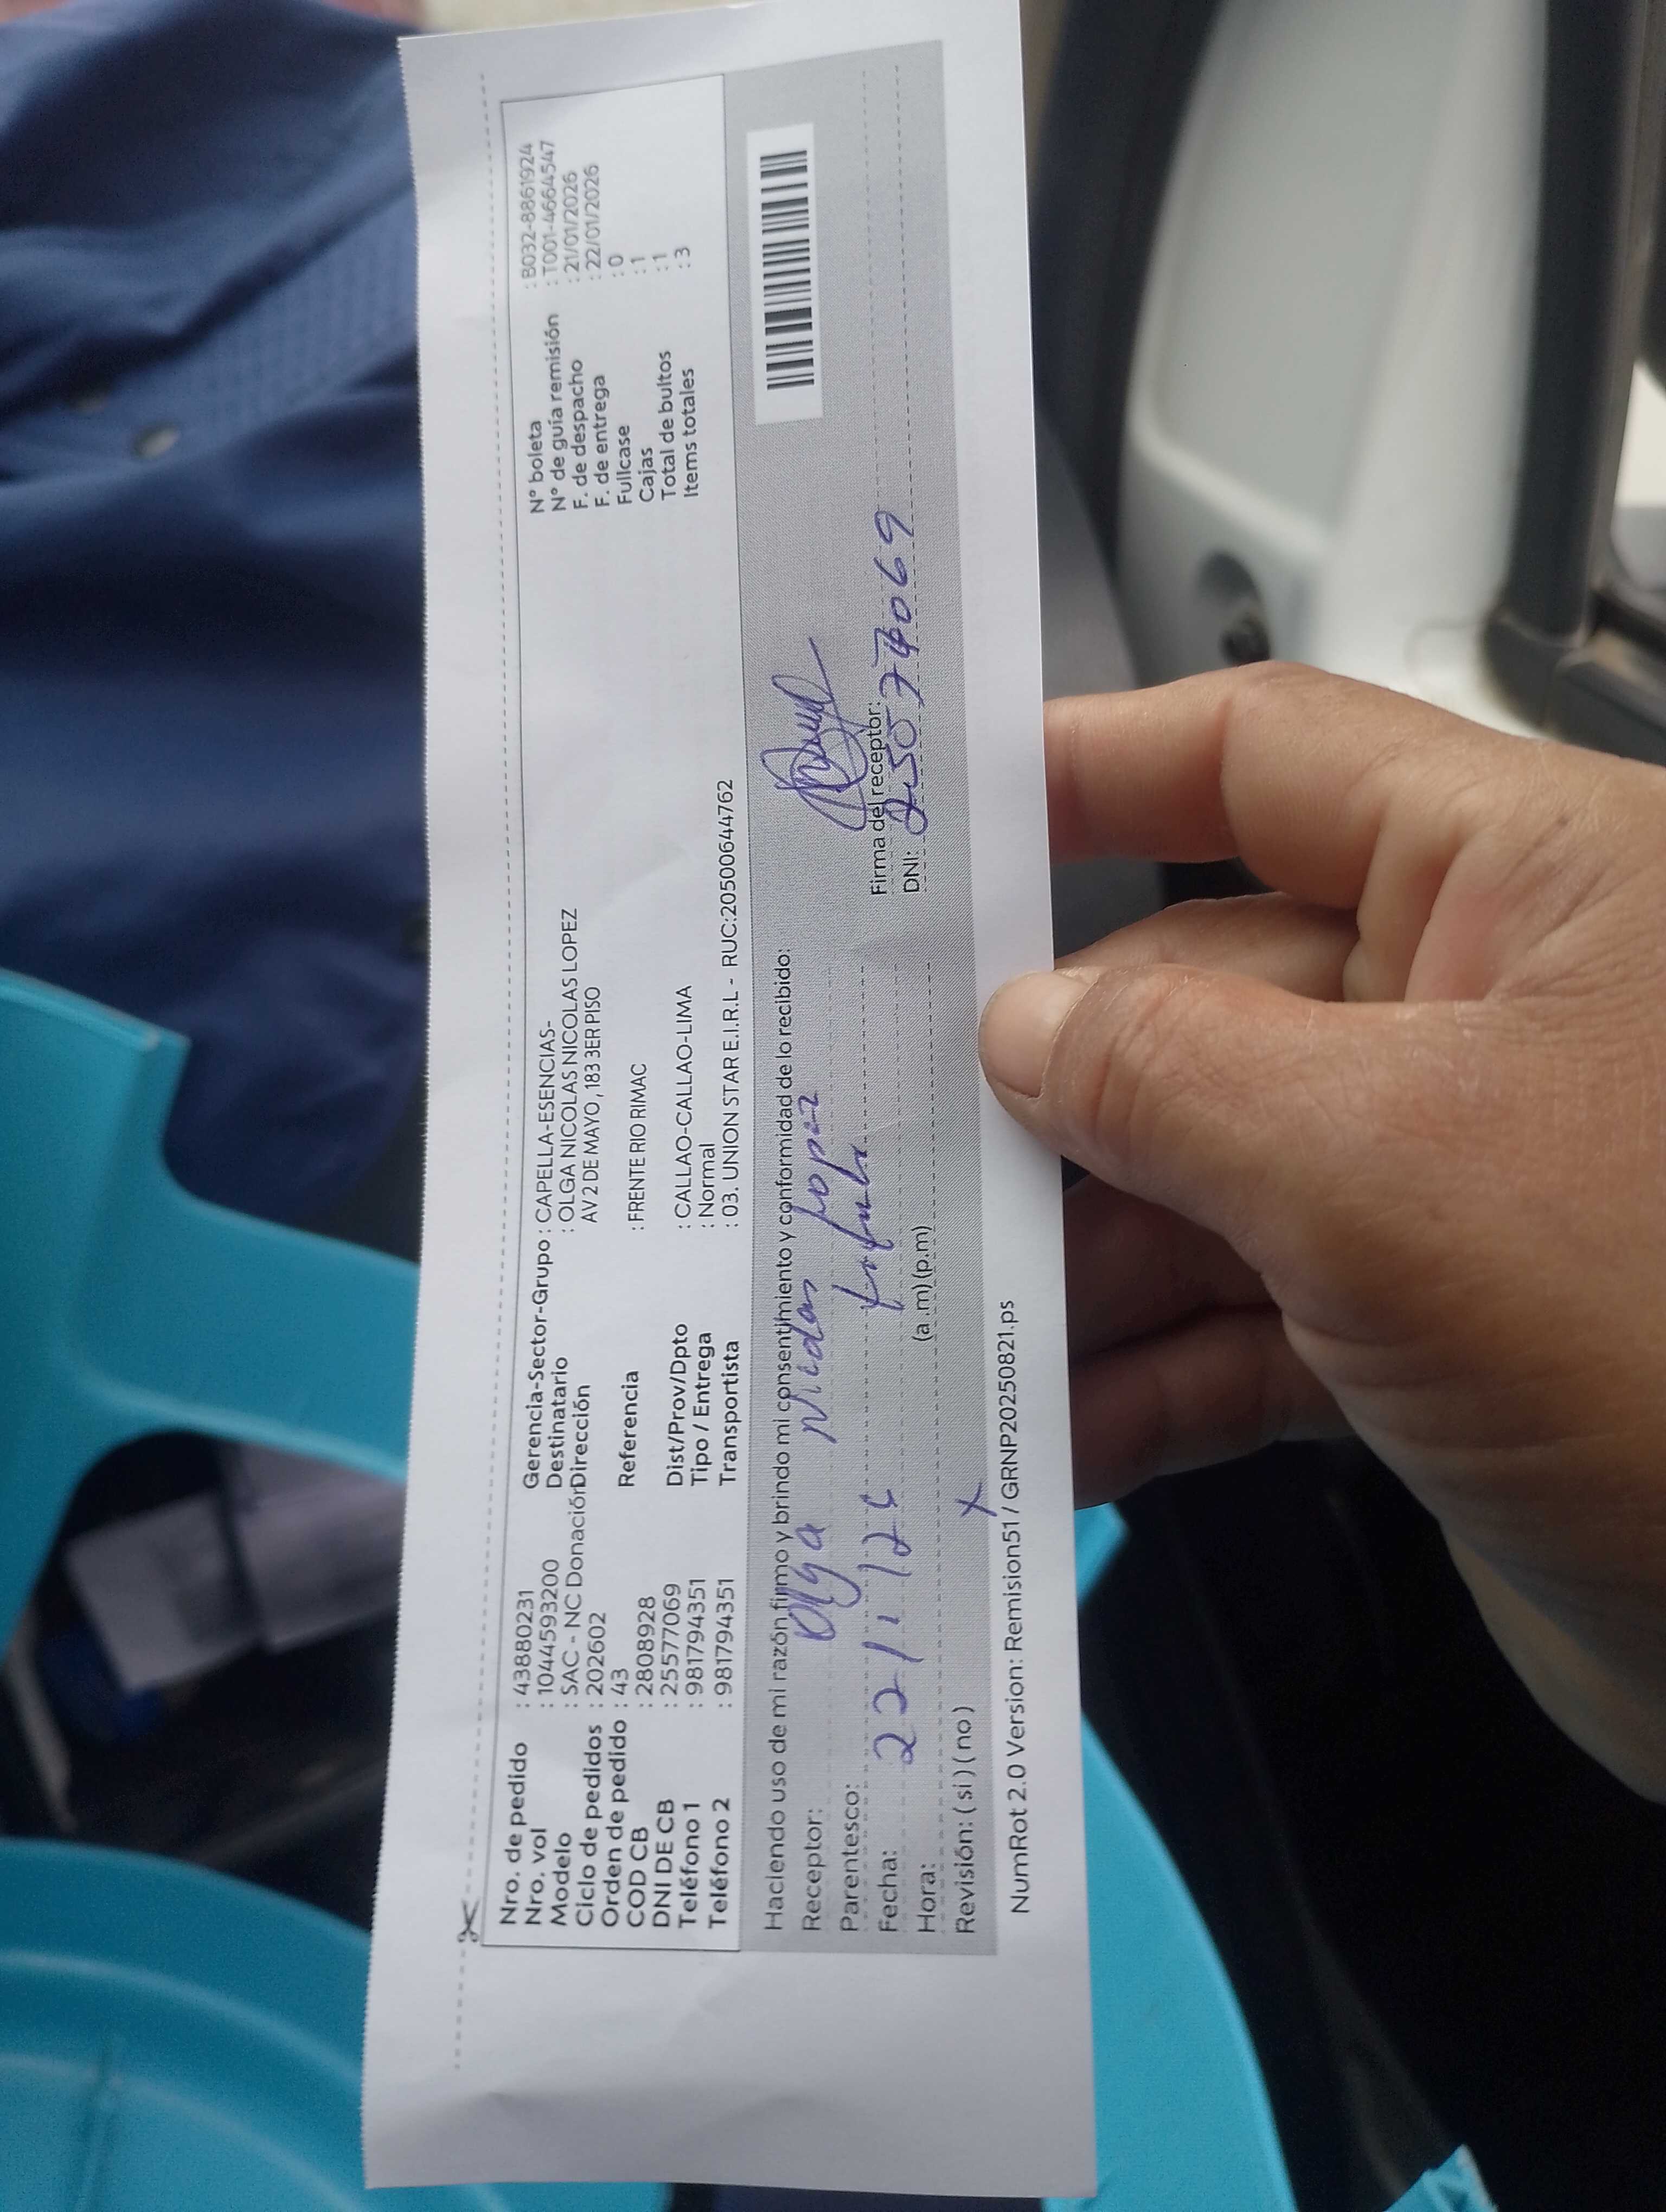 Nro. de pedido : 43880231
Nro. vol : 1044593200
Modelo : SAC - NC Donación
Ciclo de pedidos : 202602
Orden de pedido : 43
COD CB : 2808928
DNI DE CB : 25577069
Teléfono 1 : 981794351
Teléfono 2 : 981794351
Gerencia-Sector-Grupo : CAPELLA-ESENCIAS-
Destinatario : OLGA NICOLAS NICOLAS LOPEZ
Dirección AV 2 DE MAYO, 183 3ER PISO
Referencia : FRENTE RIO RIMAC
Dist/Prov/Dpto : CALLAO-CALLAO-LIMA
Tipo / Entrega : Normal
Transportista : 03. UNION STAR E.I.R.L - RUC:20500644762
N° boleta : B032-8861924
N° de guía remisión : T001-4664547
F. de despacho : 21/01/2026
F. de entrega : 22/01/2026
Fullcase : 0
Cajas : 1
Total de bultos : 1
Items totales : 3
Haciendo uso de mi razón firmo y brindo mi consentimiento y conformidad de lo recibido:
Receptor: Olga Nicolas Lopez
Parentesco:
Fecha: 22/1/26
Hora: (a .m) (p.m)
Revisión: ( si ) ( no ) X
Firma del receptor:
DNI:
NumRot 2.0 Version: Remision51 / GRNP20250821.ps